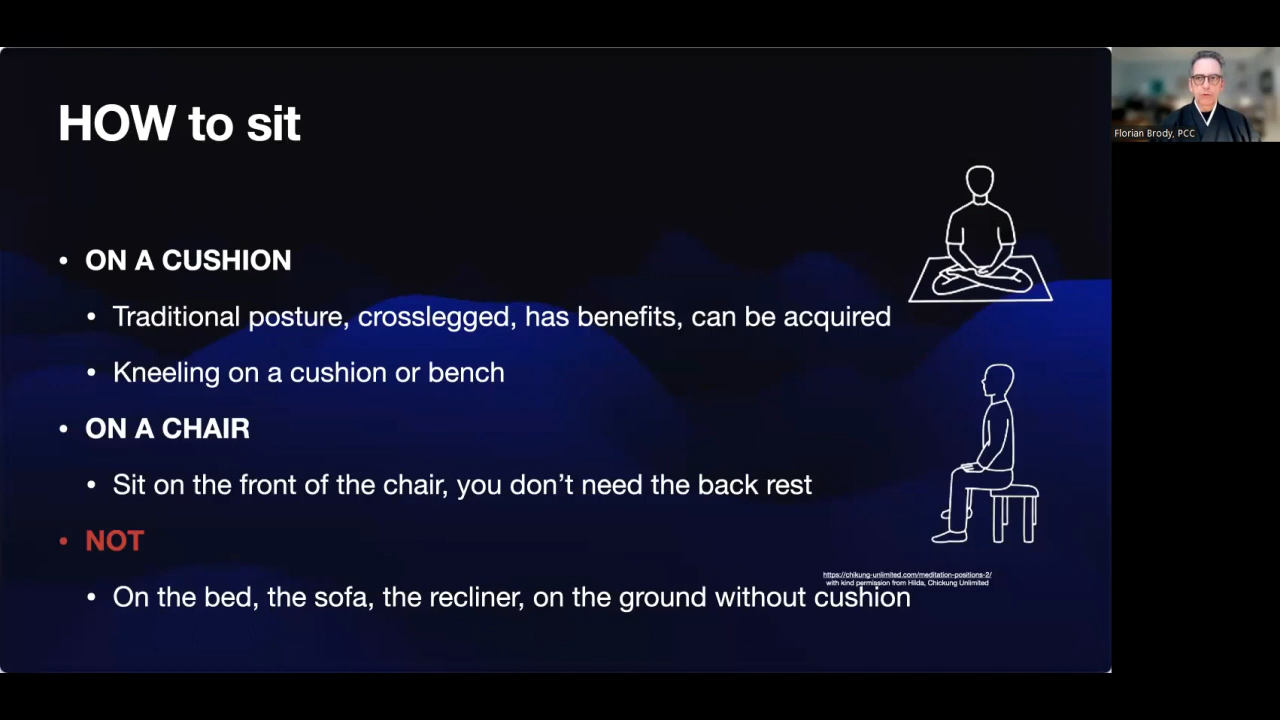 HOW to sit
Florian Brody, PCC
• ON A CUSHION
• Traditional posture, crosslegged, has benefits, can be acquired
• Kneeling on a cushion or bench
• ON A CHAIR
• Sit on the front of the chair, you don’t need the back rest
• NOT
https://chikung-unlimited.com/meditation-positions-2/
with kind permission from Hilda, Chickung Unlimited
• On the bed, the sofa, the recliner, on the ground without cushion